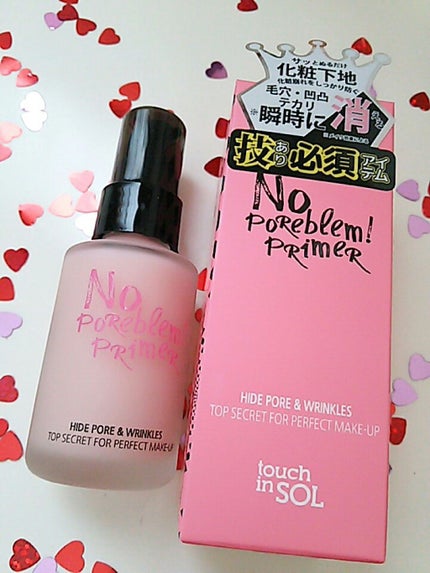 サッとぬるだけ
化粧下地
化粧崩れをしっかり防ぐ
毛穴・凹凸
テカリ
※瞬時に消
技あり必須アイテム
No
Poreblem!
Primer
HIDE PORE & WRINKLES
TOP SECRET FOR PERFECT MAKE-UP
touch
in SOL
No
Poreblem!
Primer
HIDE PORE & WRINKLES
TOP SECRET FOR PERFECT MAKE-UP